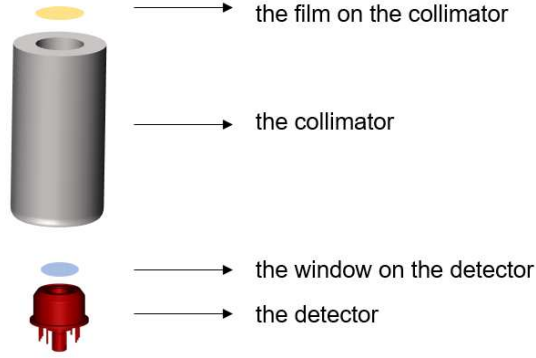 the film on the collimator
the collimator
the window on the detector
the detector